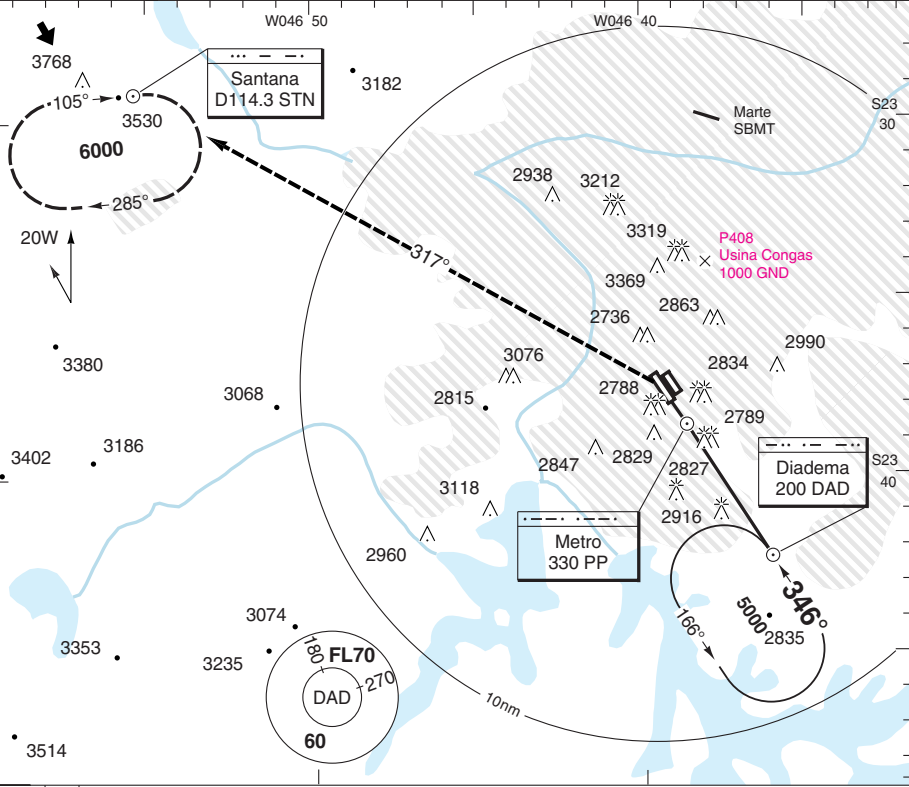 W046 50
W046 40
3768
Santana
D114.3 STN
3182
105°
3530
6000
285°
20W
S23
30
Marte
SBMT
2938
3212
3319
P408
Usina Congas
1000 GND
3369
317°
2863
2736
2990
3380
3076
2834
2788
3068
2815
2789
3402
3186
2847
2829
2827
Diadema
200 DAD
S23
40
3118
2916
2960
Metro
330 PP
346°
5000
166°
2835
3074
3353
3235
180
FL70
270
DAD
60
10nm
3514